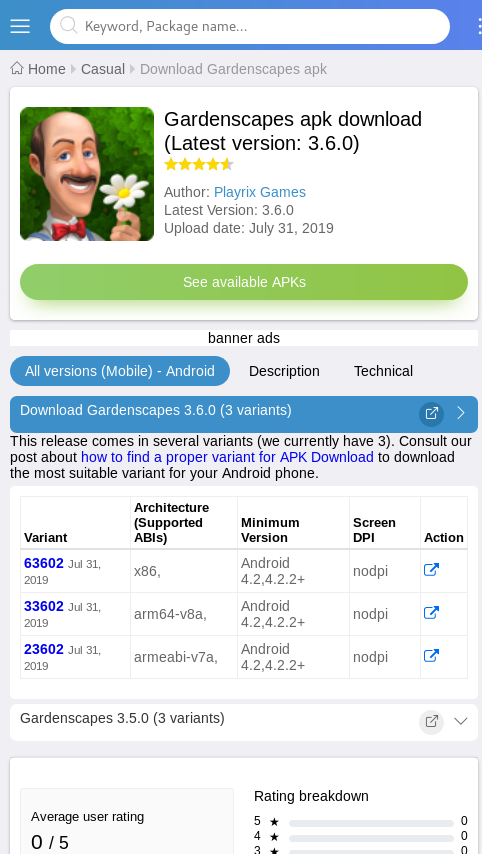 Keyword, Package name...
Home Casual Download Gardenscapes apk
Gardenscapes apk download
(Latest version: 3.6.0)
Author: Playrix Games
Latest Version: 3.6.0
Upload date: July 31, 2019
See available APKs
banner ads
All versions (Mobile) - Android Description Technical
Download Gardenscapes 3.6.0 (3 variants)
This release comes in several variants (we currently have 3). Consult our
post about how to find a proper variant for APK Download to download
the most suitable variant for your Android phone.
Variant Architecture (Supported ABIs) Minimum Version Screen DPI Action
63602 Jul 31, 2019 x86, Android 4.2,4.2.2+ nodpi
33602 Jul 31, 2019 arm64-v8a, Android 4.2,4.2.2+ nodpi
23602 Jul 31, 2019 armeabi-v7a, Android 4.2,4.2.2+ nodpi
Gardenscapes 3.5.0 (3 variants)
Average user rating
0 / 5
Rating breakdown
5 ★ 0
4 ★ 0
3 ★ 0